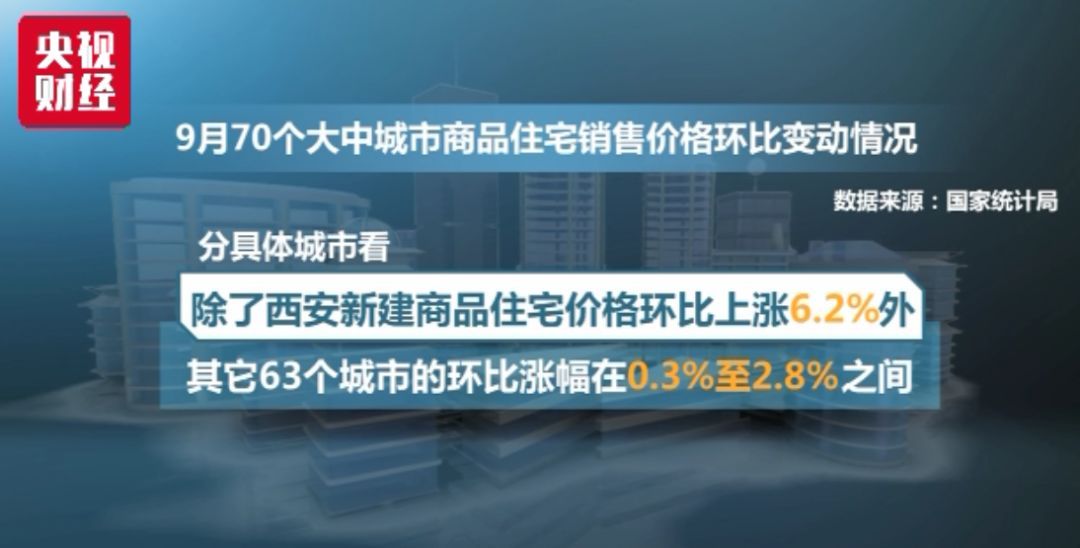 央视
财经
9月70个大中城市商品住宅销售价格环比变动情况
数据来源：国家统计局
分具体城市看
除了西安新建商品住宅价格环比上涨6.2%外
其它63个城市的环比涨幅在0.3%至2.8%之间